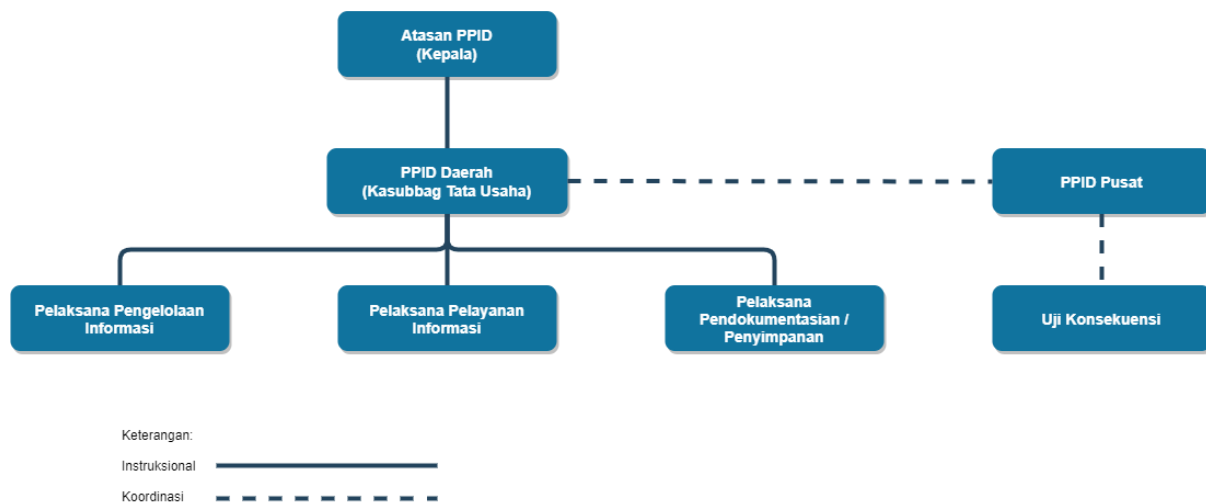 Atasan PPID
(Kepala)
PPID Daerah
(Kasubbag Tata Usaha)
PPID Pusat
Pelaksana Pengelolaan
Informasi
Pelaksana Pelayanan
Informasi
Pelaksana
Pendokumentasian /
Penyimpanan
Uji Konsekuensi
Keterangan:
Instruksional
Koordinasi